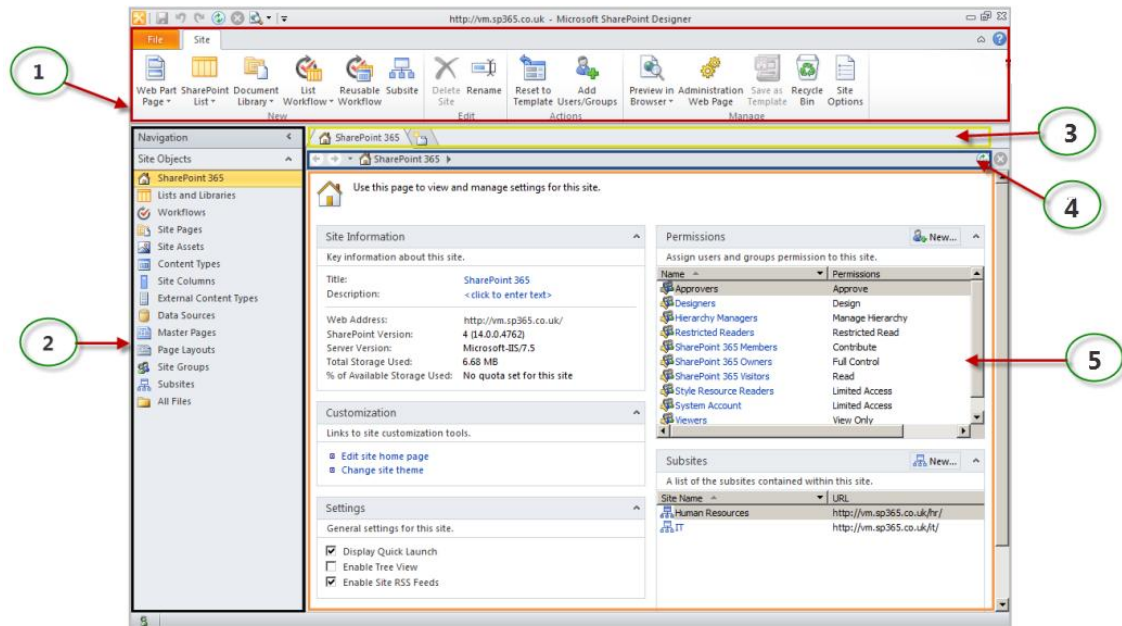 http://vm.sp365.co.uk - Microsoft SharePoint Designer
File Site
Web Part Page SharePoint List Document Library List Workflow Reusable Workflow Subsite Delete Site Rename Reset to Template Add Users/Groups Preview in Browser Administration Web Page Save as Template Recycle Bin Site Options
New Edit Actions Manage
1
Navigation
Site Objects
SharePoint 365
Lists and Libraries
Workflows
Site Pages
Site Assets
Content Types
Site Columns
External Content Types
Data Sources
Master Pages
Page Layouts
Site Groups
Subsites
All Files
2
SharePoint 365
3
SharePoint 365
4
Use this page to view and manage settings for this site.
Site Information
Key information about this site.
Title: SharePoint 365
Description: <click to enter text>
Web Address: http://vm.sp365.co.uk/
SharePoint Version: 4 (14.0.0.4762)
Server Version: Microsoft-IIS/7.5
Total Storage Used: 6.68 MB
% of Available Storage Used: No quota set for this site
Customization
Links to site customization tools.
Edit site home page
Change site theme
Settings
General settings for this site.
Display Quick Launch
Enable Tree View
Enable Site RSS Feeds
Permissions New...
Assign users and groups permission to this site.
Name Permissions
Approvers Approve
Designers Design
Hierarchy Managers Manage Hierarchy
Restricted Readers Restricted Read
SharePoint 365 Members Contribute
SharePoint 365 Owners Full Control
SharePoint 365 Visitors Read
Style Resource Readers Limited Access
System Account Limited Access
Viewers View Only
5
Subsites New...
A list of the subsites contained within this site.
Site Name URL
Human Resources http://vm.sp365.co.uk/hr/
IT http://vm.sp365.co.uk/it/